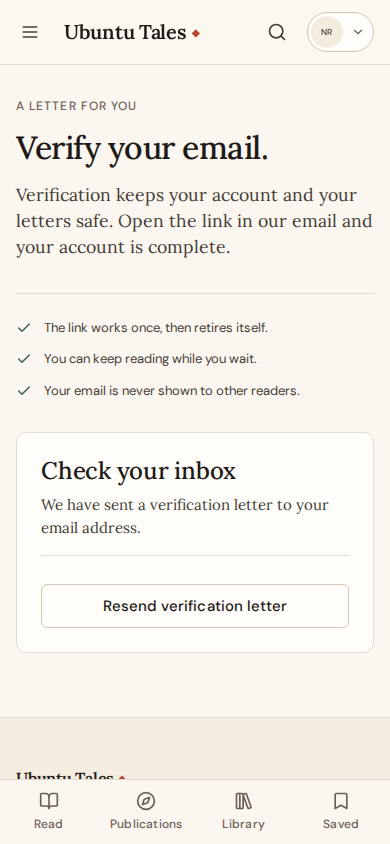 Ubuntu Tales
NR
A LETTER FOR YOU
Verify your email.
Verification keeps your account and your
letters safe. Open the link in our email and
your account is complete.
The link works once, then retires itself.
You can keep reading while you wait.
Your email is never shown to other readers.
Check your inbox
We have sent a verification letter to your
email address.
Resend verification letter
Ubuntu Tales
Read
Publications
Library
Saved